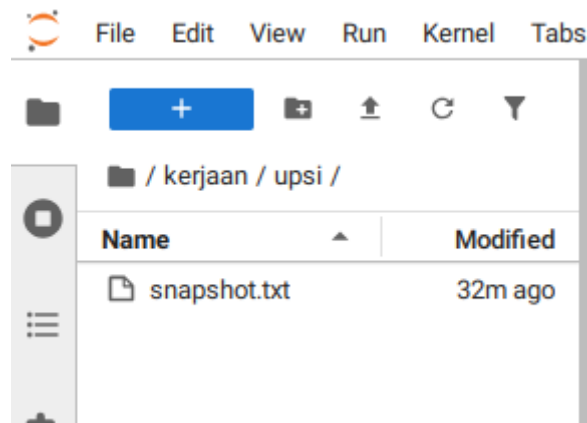 File Edit View Run Kernel Tabs
/ kerjaan / upsi /
Name Modified
snapshot.txt 32m ago